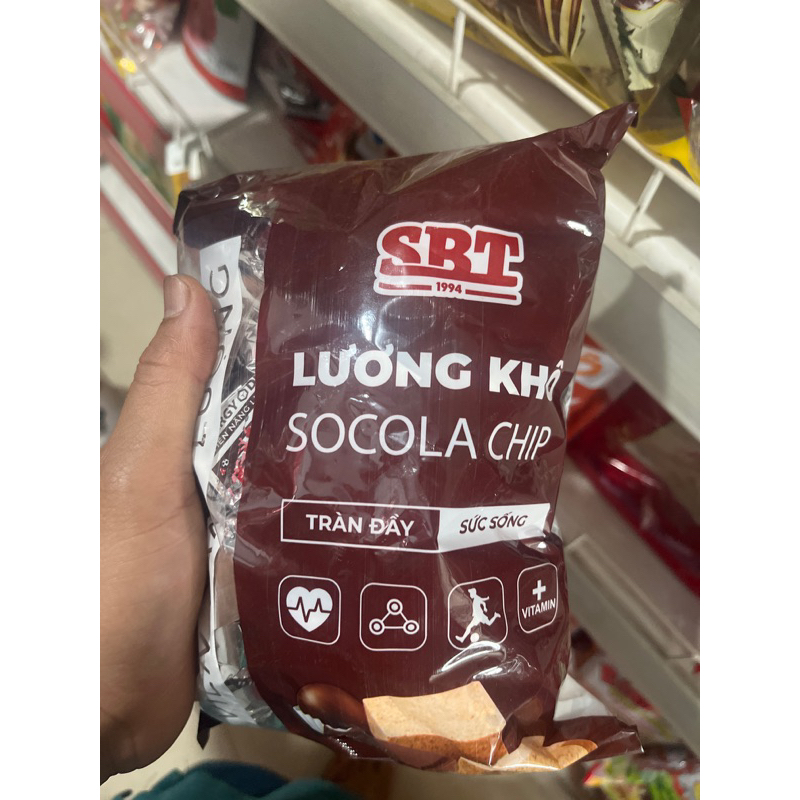 SBT
1994
LƯƠNG KHÔ
SOCOLA CHIP
TRÀN ĐẦY
SỨC SỐNG
+
VITAMIN